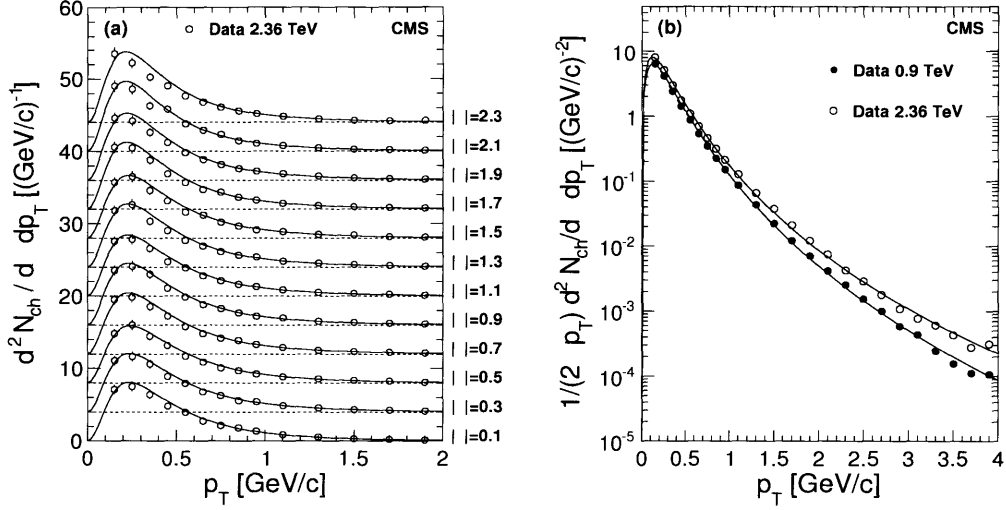 (a) Data 2.36 TeV CMS
d²N_ch / d dp_T [(GeV/c)⁻¹]
60
50
40
30
20
10
0
| |=2.3
| |=2.1
| |=1.9
| |=1.7
| |=1.5
| |=1.3
| |=1.1
| |=0.9
| |=0.7
| |=0.5
| |=0.3
| |=0.1
0 0.5 1 1.5 2
p_T [GeV/c]
(b) CMS
Data 0.9 TeV
Data 2.36 TeV
1/(2 p_T) d²N_ch/d dp_T [(GeV/c)⁻²]
10
1
10⁻¹
10⁻²
10⁻³
10⁻⁴
10⁻⁵
0 0.5 1 1.5 2 2.5 3 3.5 4
p_T [GeV/c]